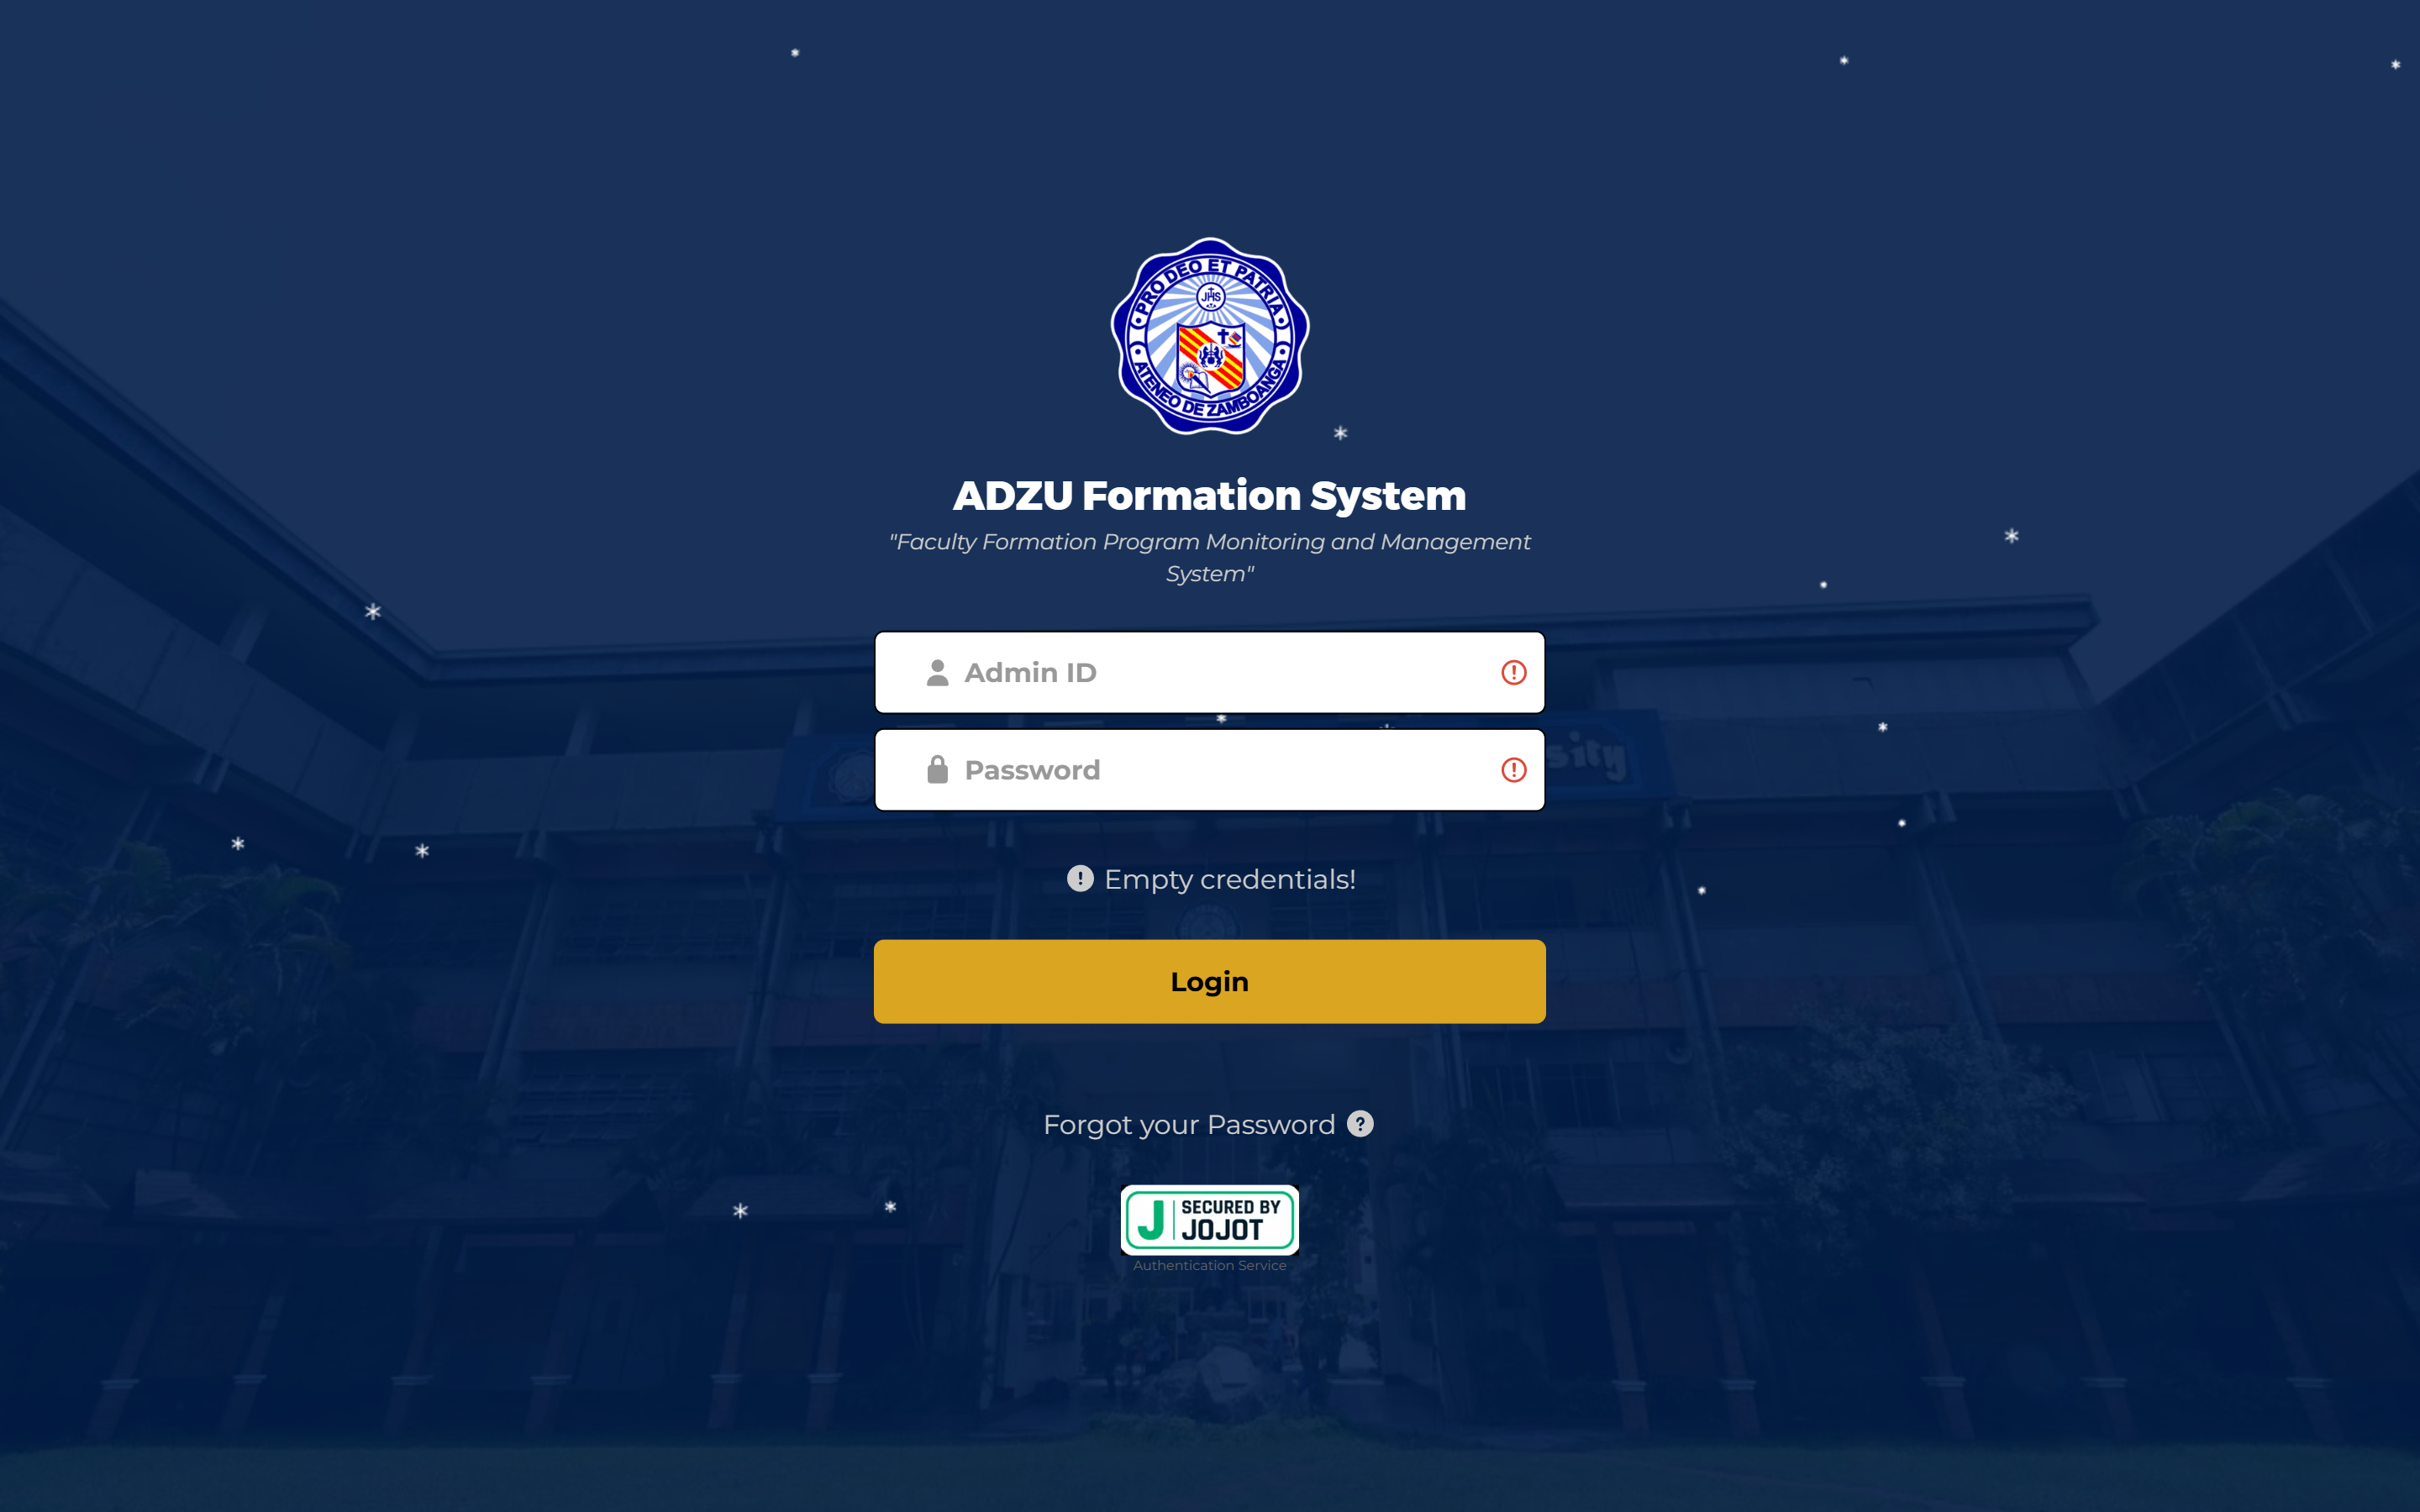 PRO DEO ET PATRIA
JHS
ATENEO DE ZAMBOANGA
ADZU Formation System
"Faculty Formation Program Monitoring and Management
System"
Admin ID
sity
Password
Empty credentials!
Login
Forgot your Password
J SECURED BY
JOJOT
Authentication Service